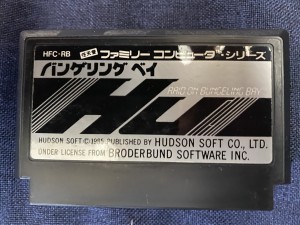 HFC-RB ファミリー コンピュータ・シリーズ
バンゲリング ベイ
RAID ON BUNGELING BAY
HUDSON SOFT © 1985 PUBLISHED BY HUDSON SOFT CO., LTD.
UNDER LICENSE FROM BRODERBUND SOFTWARE INC.